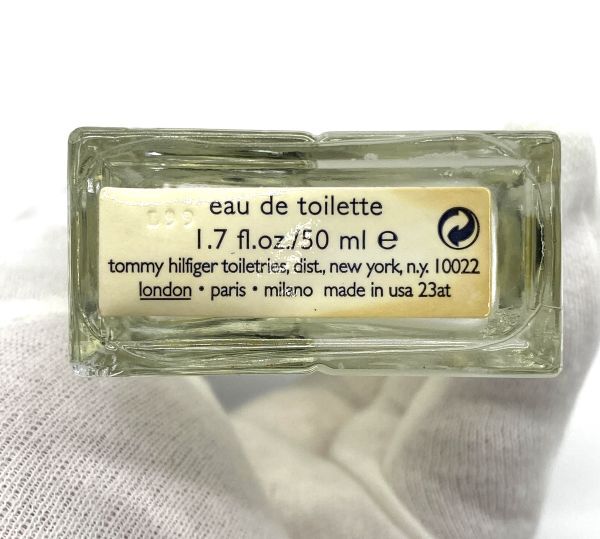 eau de toilette
1.7 fl.oz./50 ml e
tommy hilfiger toiletries, dist., new york, n.y. 10022
london • paris • milano made in usa 23at